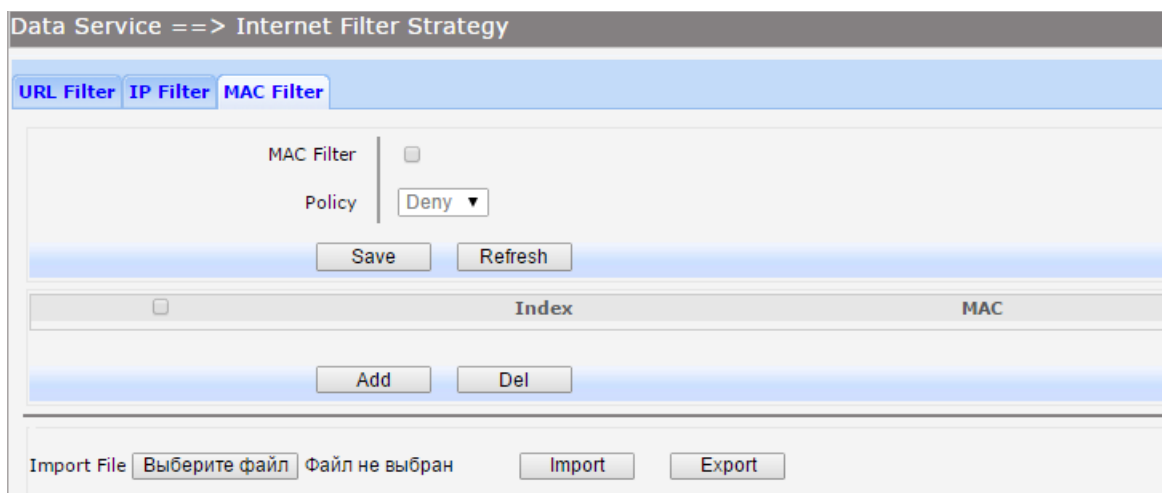 Data Service ==> Internet Filter Strategy
URL Filter IP Filter MAC Filter
MAC Filter
Policy Deny
Save Refresh
Index MAC
Add Del
Import File Выберите файл Файл не выбран Import Export